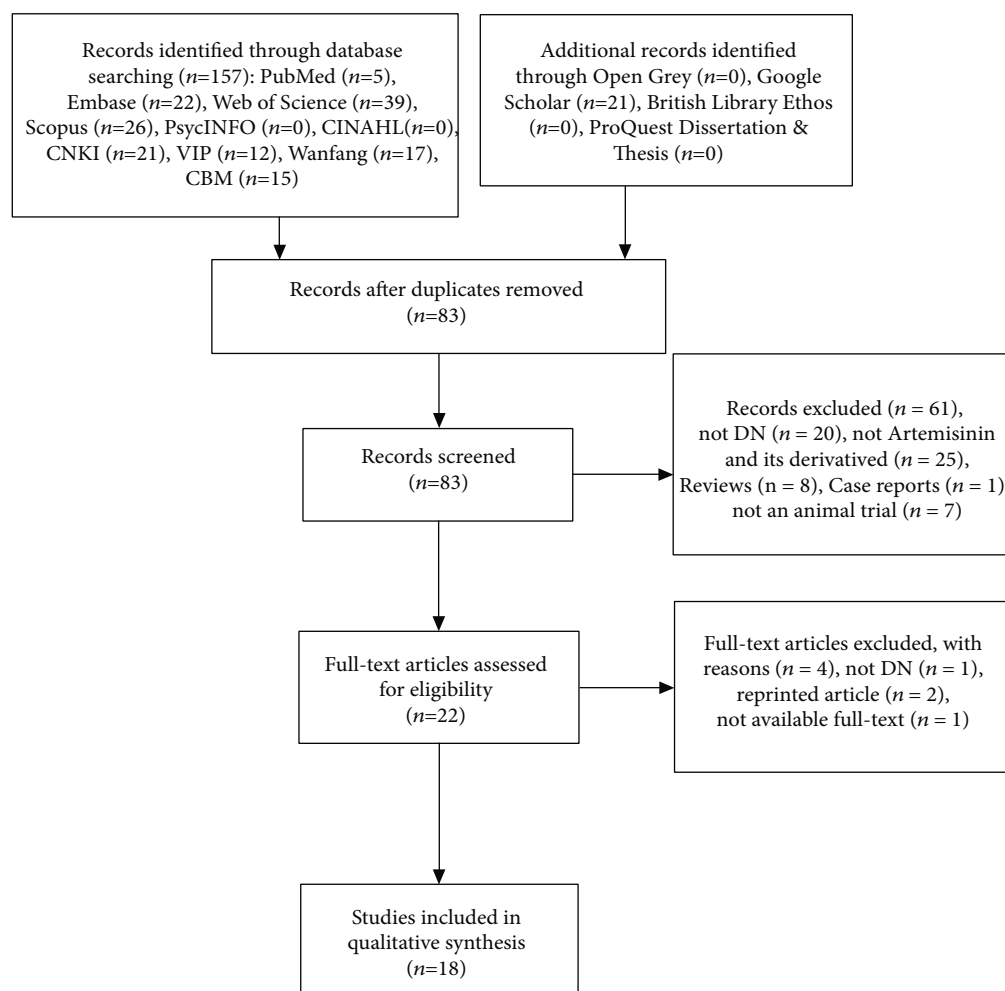 Records identified through database
searching (n=157): PubMed (n=5),
Embase (n=22), Web of Science (n=39),
Scopus (n=26), PsycINFO (n=0), CINAHL(n=0),
CNKI (n=21), VIP (n=12), Wanfang (n=17),
CBM (n=15)
Additional records identified
through Open Grey (n=0), Google
Scholar (n=21), British Library Ethos
(n=0), ProQuest Dissertation &
Thesis (n=0)
Records after duplicates removed
(n=83)
Records screened
(n=83)
Records excluded (n = 61),
not DN (n = 20), not Artemisinin
and its derivatived (n = 25),
Reviews (n = 8), Case reports (n = 1)
not an animal trial (n = 7)
Full-text articles assessed
for eligibility
(n=22)
Full-text articles excluded, with
reasons (n = 4), not DN (n = 1),
reprinted article (n = 2),
not available full-text (n = 1)
Studies included in
qualitative synthesis
(n=18)